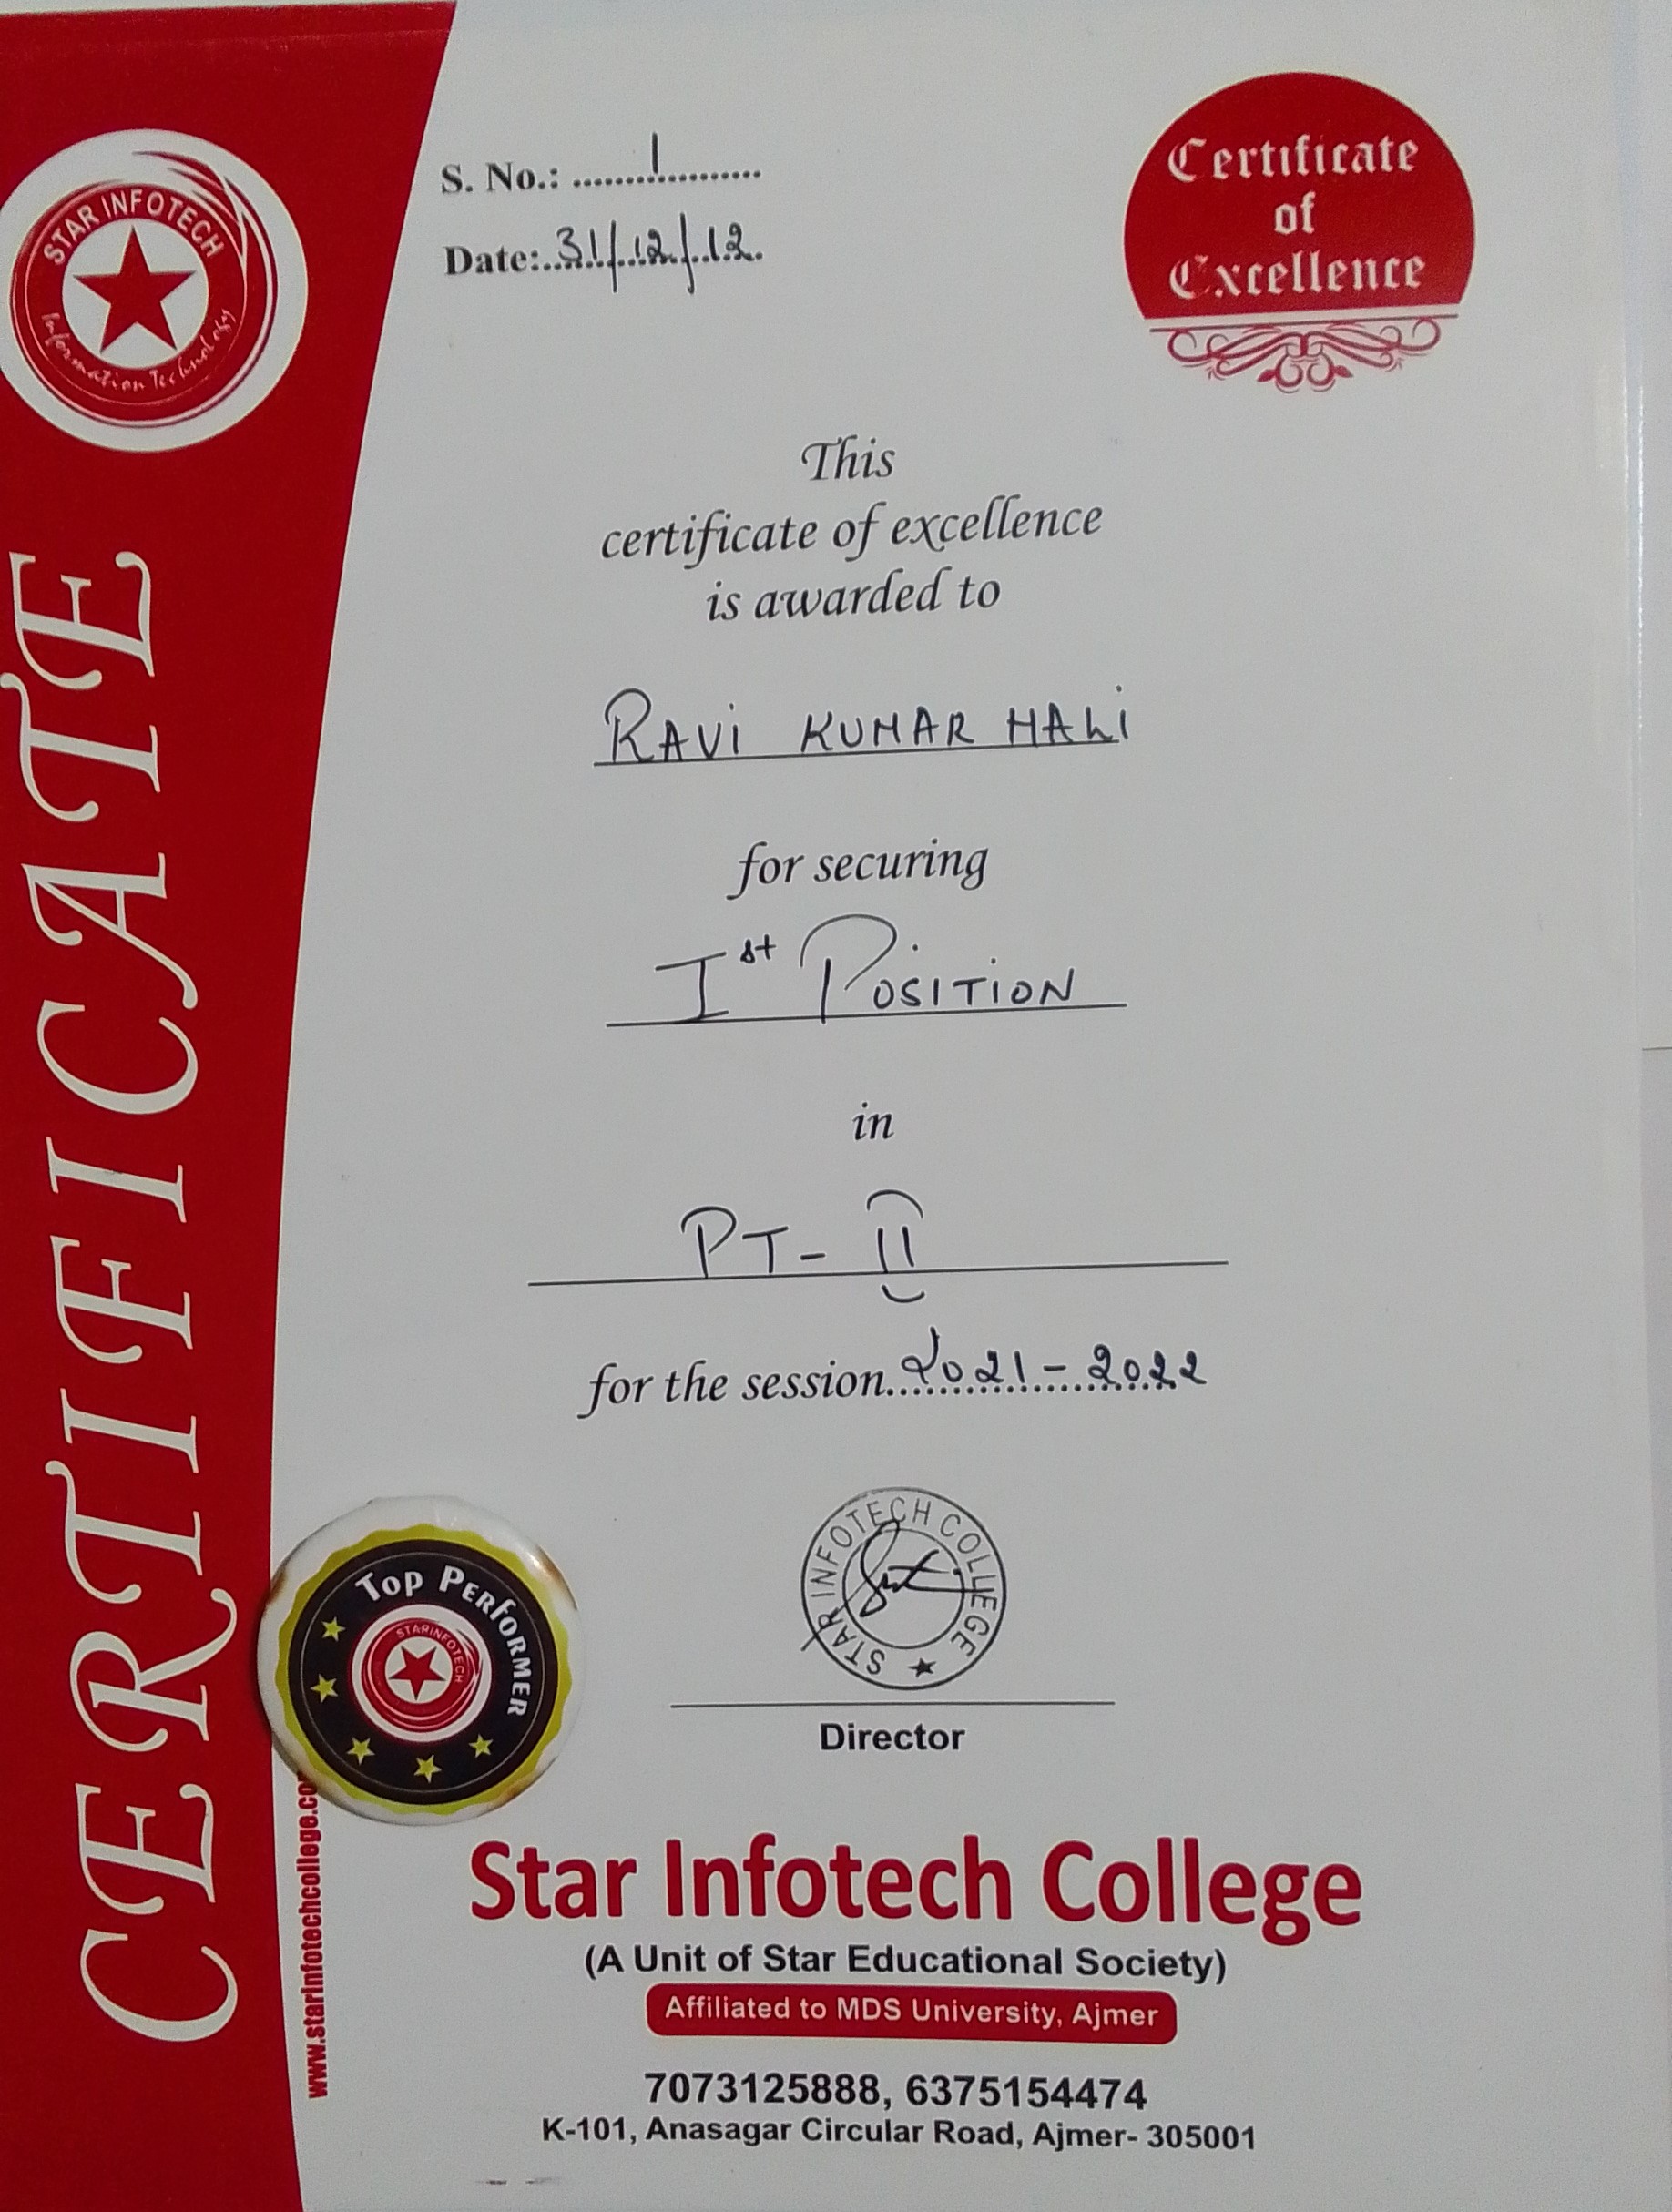 STAR INFOTECH
Information Technology
CERTIFICATE
S. No.: .........1..................
Date:..31/12/12.
Certificate
of
Excellence
This
certificate of excellence
is awarded to
RAVi KUMAR MALi
for securing
Ist POSITION
in
PT- II
for the session..2021-2022
STAR INFOTECH COLLEGE
Director
TOP PERFORMER
STARINFOTECH
www.starinfotechcollege.co
Star Infotech College
(A Unit of Star Educational Society)
Affiliated to MDS University, Ajmer
7073125888, 6375154474
K-101, Anasagar Circular Road, Ajmer- 305001